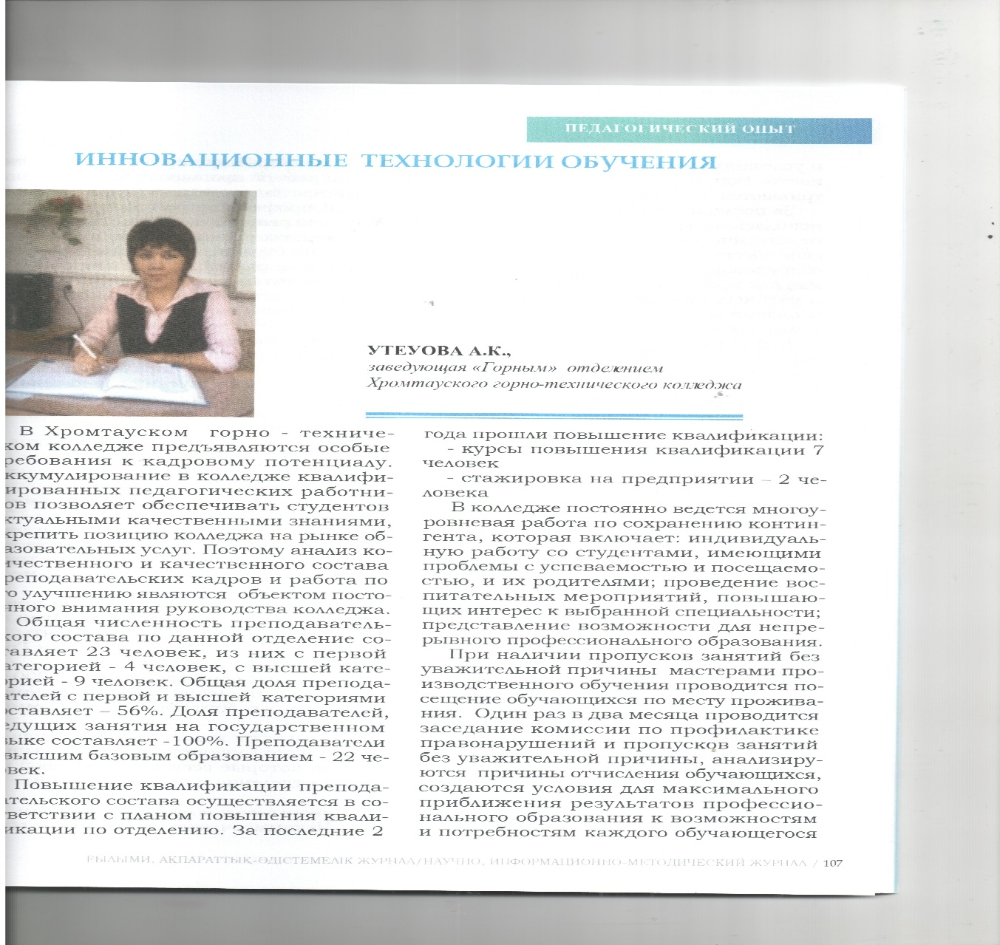 ПЕДАГОГИЧЕСКИЙ ОПЫТ
ИННОВАЦИОННЫЕ ТЕХНОЛОГИИ ОБУЧЕНИЯ
УТЕУОВА А.К.,
заведующая «Горным» отделением
Хромтауского горно-технического колледжа
В Хромтауском горно - техниче-
ком колледже предъявляются особые
ребования к кадровому потенциалу.
ккумулирование в колледже квалифи-
ированных педагогических работни-
ов позволяет обеспечивать студентов
ктуальными качественными знаниями,
крепить позицию колледжа на рынке об-
азовательных услуг. Поэтому анализ ко-
ичественного и качественного состава
реподавательских кадров и работа по
го улучшению являются объектом посто-
нного внимания руководства колледжа.
Общая численность преподаватель-
кого состава по данной отделение со-
тавляет 23 человек, из них с первой
атегорией - 4 человек, с высшей кате-
орией - 9 человек. Общая доля препода-
ателей с первой и высшей категориями
оставляет – 56%. Доля преподавателей,
едущих занятия на государственном
зыке составляет -100%. Преподаватели
высшим базовым образованием - 22 че-
овек.
Повышение квалификации препода-
ательского состава осуществляется в со-
тветствии с планом повышения квали-
икации по отделению. За последние 2
года прошли повышение квалификации:
- курсы повышения квалификации 7
человек
- стажировка на предприятии – 2 че-
ловека
В колледже постоянно ведется многоу-
ровневая работа по сохранению контин-
гента, которая включает: индивидуаль-
ную работу со студентами, имеющими
проблемы с успеваемостью и посещаемо-
стью, и их родителями; проведение вос-
питательных мероприятий, повышаю-
щих интерес к выбранной специальности;
представление возможности для непре-
рывного профессионального образования.
При наличии пропусков занятий без
уважительной причины мастерами про-
изводственного обучения проводится по-
сещение обучающихся по месту прожива-
ния. Один раз в два месяца проводится
заседание комиссии по профилактике
правонарушений и пропусков занятий
без уважительной причины, анализиру-
ются причины отчисления обучающихся,
создаются условия для максимального
приближения результатов профессио-
нального образования к возможностям
и потребностям каждого обучающегося
ҒЫЛЫМИ, АҚПАРАТТЫҚ-ӘДІСТЕМЕЛІК ЖУРНАЛ/НАУЧНО, ИНФОРМАЦИОННО-МЕТОДИЧЕСКИЙ ЖУРНАЛ / 107